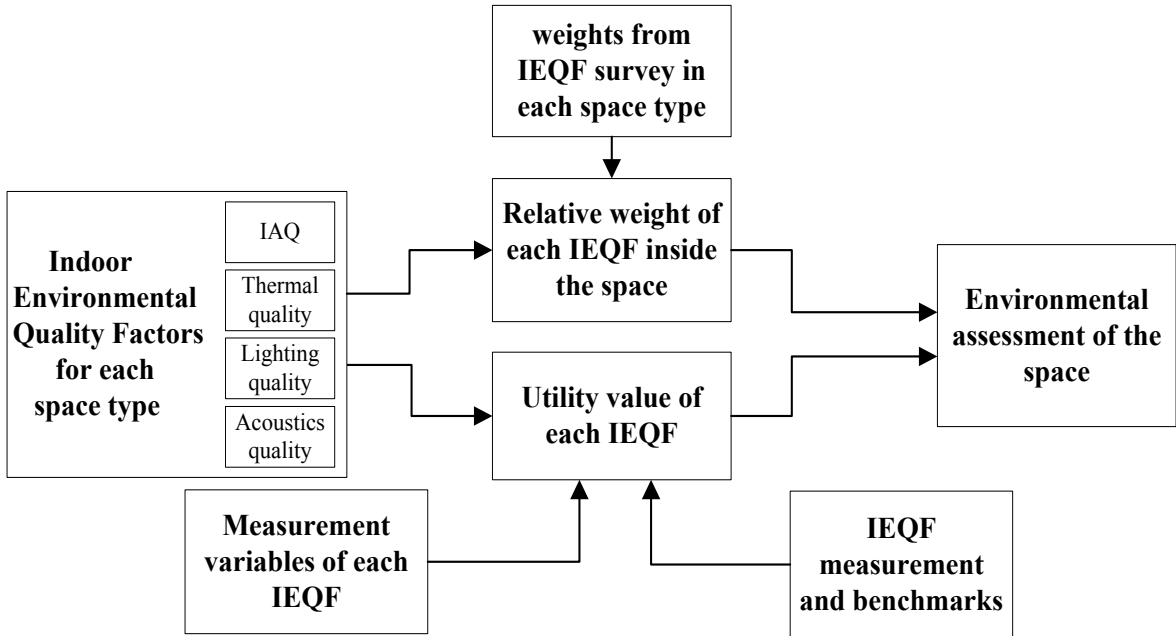 weights from
IEQF survey in
each space type
Indoor
Environmental
Quality Factors
for each
space type
IAQ
Thermal
quality
Lighting
quality
Acoustics
quality
Relative weight of
each IEQF inside
the space
Utility value of
each IEQF
Environmental
assessment of the
space
Measurement
variables of each
IEQF
IEQF
measurement
and benchmarks